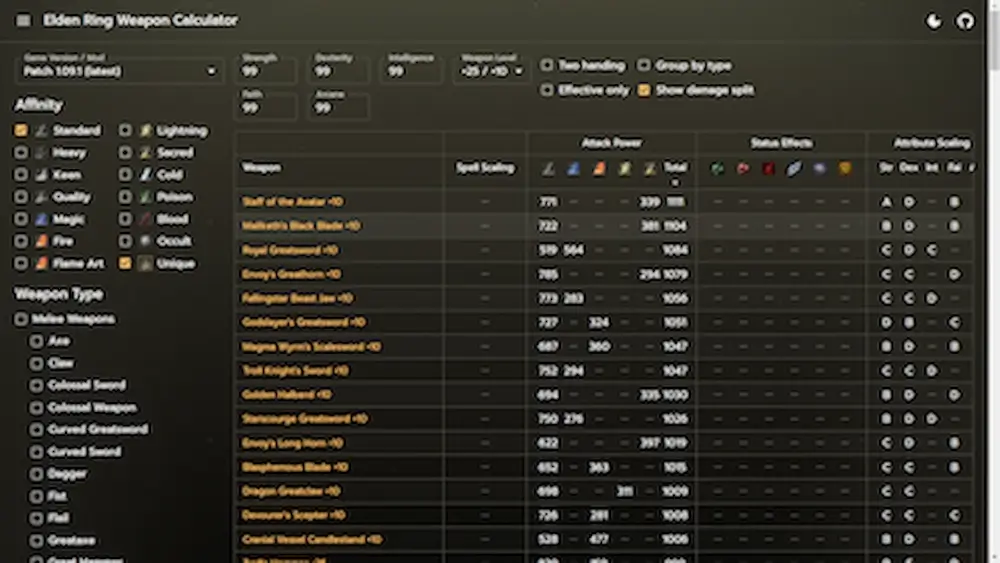 Elden Ring Weapon Calculator
Game Version / Mod
Patch 1.09.1 (latest)
Strength
99
Dexterity
99
Intelligence
99
Weapon Level
+25 / +10
Faith
99
Arcane
99
Two handing
Group by type
Effective only
Show damage split
Affinity
Standard Lightning
Heavy Sacred
Keen Cold
Quality Poison
Magic Blood
Fire Occult
Flame Art Unique
Weapon Type
Melee Weapons
Axe
Claw
Colossal Sword
Colossal Weapon
Curved Greatsword
Curved Sword
Dagger
Fist
Flail
Greataxe
Great Hammer
Attack Power Status Effects Attribute Scaling
Weapon Spell Scaling Total Str Dex Int Fai
Staff of the Avatar +10 – 771 – – – 339 1111 – – – – – – A D – B
Maliketh's Black Blade +10 – 722 – – – 381 1104 – – – – – – B D – B
Royal Greatsword +10 – 519 564 – – – 1084 – – – – – – C D C –
Envoy's Greathorn +10 – 785 – – – 294 1079 – – – – – – C C – D
Fallingstar Beast Jaw +10 – 773 283 – – – 1056 – – – – – – C C D –
Godslayer's Greatsword +10 – 727 – 324 – – 1051 – – – – – – D B – C
Magma Wyrm's Scalesword +10 – 687 – 360 – – 1047 – – – – – – B D – B
Troll Knight's Sword +10 – 752 294 – – – 1047 – – – – – – C C D –
Golden Halberd +10 – 694 – – – 335 1030 – – – – – – B D – D
Starscourge Greatsword +10 – 750 276 – – – 1026 – – – – – – B D D –
Envoy's Long Horn +10 – 622 – – – 397 1019 – – – – – – C D – B
Blasphemous Blade +10 – 652 – 363 – – 1015 – – – – – – C C – B
Dragon Greatclaw +10 – 698 – – 311 – 1009 – – – – – – C C – –
Devourer's Scepter +10 – 726 – 281 – – 1008 – – – – – – C C – C
Cranial Vessel Candlestand +10 – 528 – 477 – – 1006 – – – – – – B D – B